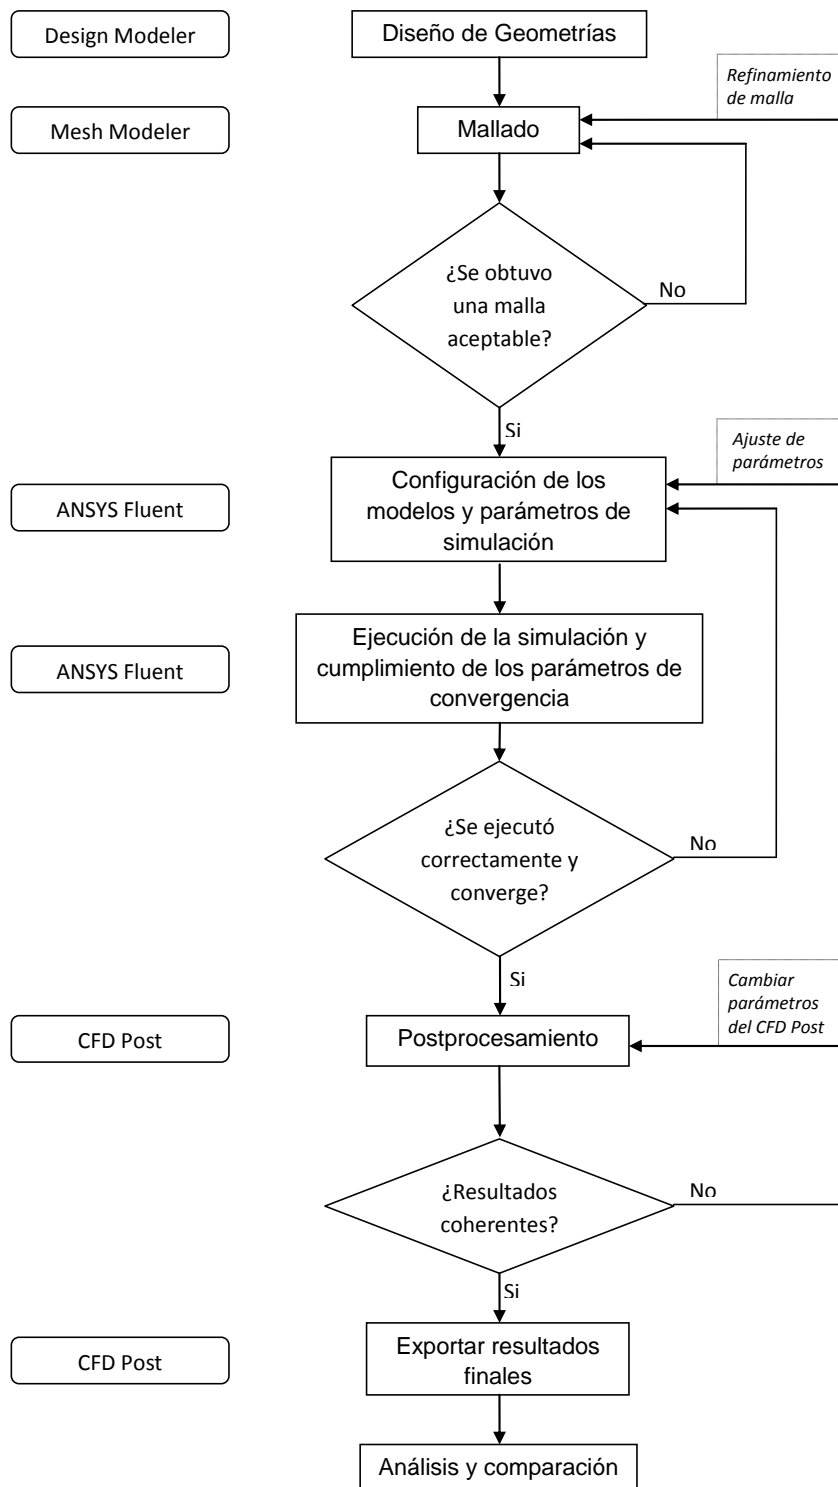 Design Modeler
Diseño de Geometrías
Refinamiento
de malla
Mesh Modeler
Mallado
¿Se obtuvo
una malla
aceptable?
No
Si
Ajuste de
parámetros
ANSYS Fluent
Configuración de los
modelos y parámetros de
simulación
ANSYS Fluent
Ejecución de la simulación y
cumplimiento de los parámetros de
convergencia
¿Se ejecutó
correctamente y
converge?
No
Si
Cambiar
parámetros
del CFD Post
CFD Post
Postprocesamiento
¿Resultados
coherentes?
No
Si
CFD Post
Exportar resultados
finales
Análisis y comparación